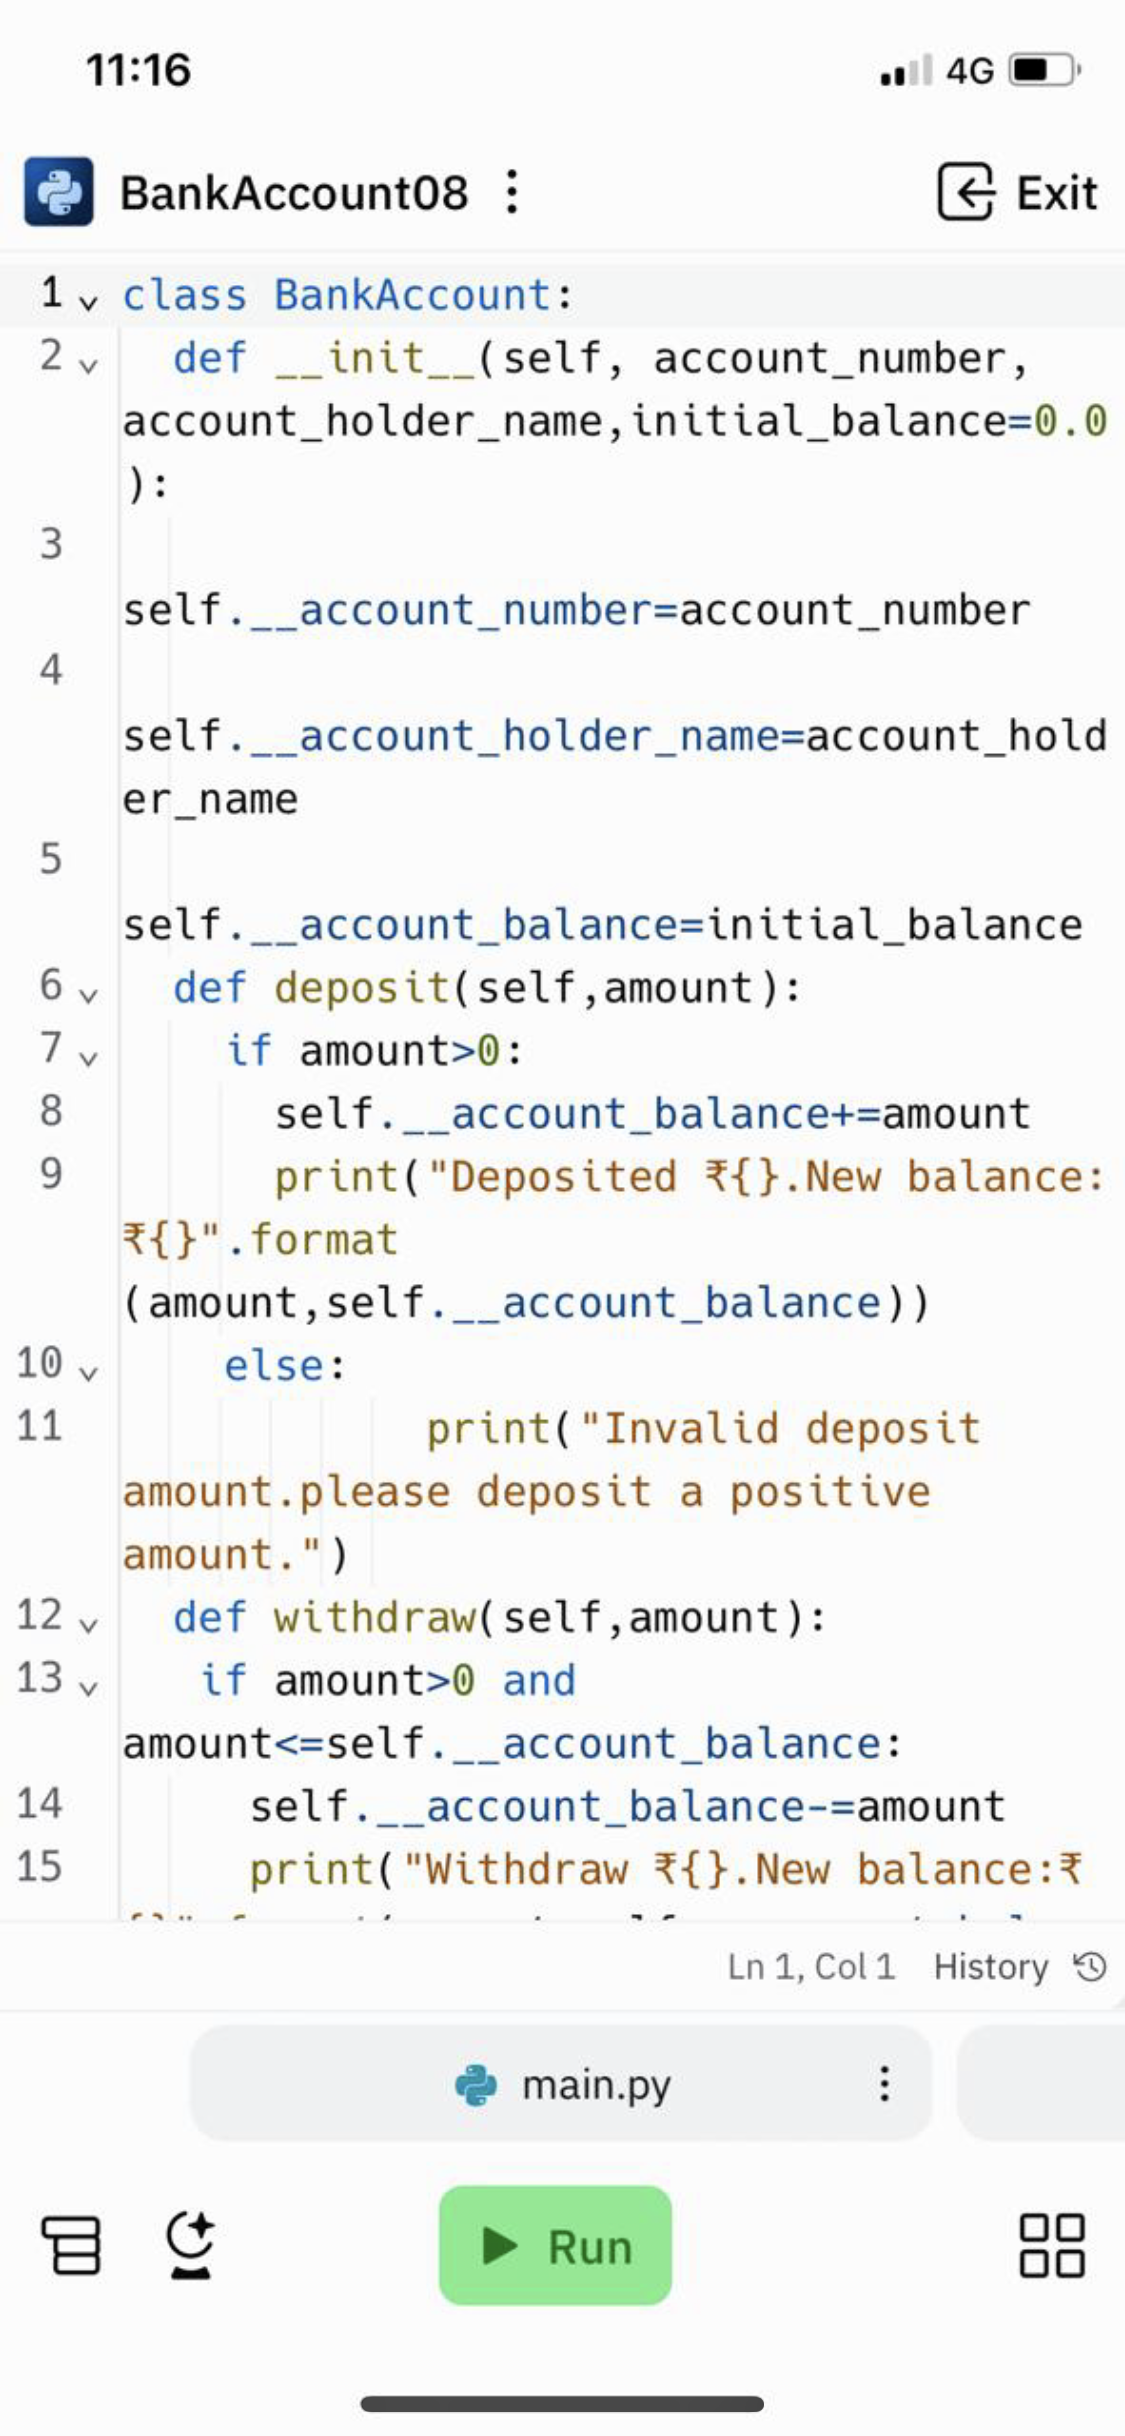 11:16
4G
BankAccount08
Exit
1 class BankAccount:
2 def __init__(self, account_number,
account_holder_name,initial_balance=0.0
):
3
self.__account_number=account_number
4
self.__account_holder_name=account_hold
er_name
5
self.__account_balance=initial_balance
6 def deposit(self,amount):
7 if amount>0:
8 self.__account_balance+=amount
9 print("Deposited ₹{}.New balance:
₹{}".format
(amount,self.__account_balance))
10 else:
11 print("Invalid deposit
amount.please deposit a positive
amount.")
12 def withdraw(self,amount):
13 if amount>0 and
amount<=self.__account_balance:
14 self.__account_balance-=amount
15 print("Withdraw ₹{}.New balance:₹
Ln 1, Col 1 History
main.py
Run